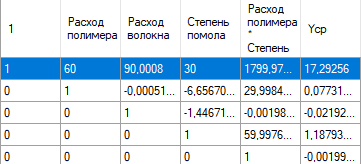 1 Расход полимера Расход волокна Степень помола Расход полимера * Степень Yср
1 60 90,0008 30 1799,97... 17,29256
0 1 -0,00051... -6,65670... 29,9984... 0,07731...
0 0 1 -1,44671... -0,00198... -0,02192...
0 0 0 1 59,9976... 1,18793...
0 0 0 0 1 -0,00199...